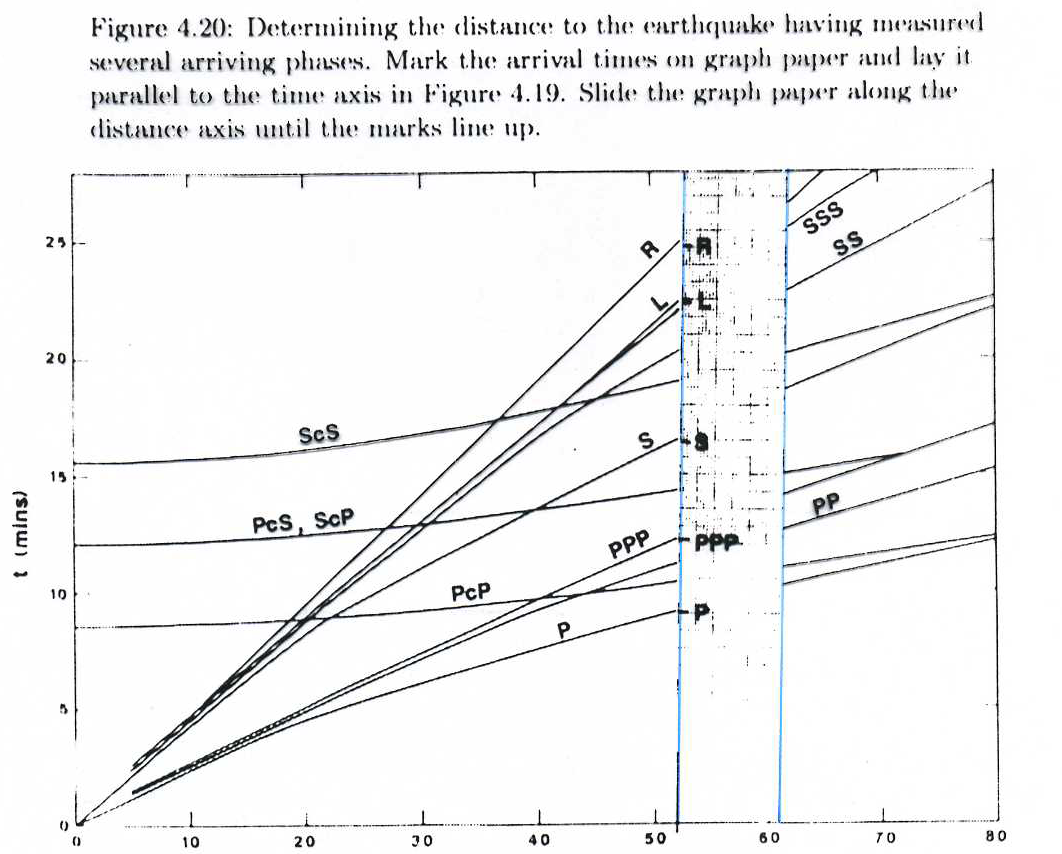 Figure 4.20: Determining the distance to the earthquake having measured
several arriving phases. Mark the arrival times on graph paper and lay it
parallel to the time axis in Figure 4.19. Slide the graph paper along the
distance axis until the marks line up.
SSS
SS
25
R
R
L
L
20
ScS
S
S
15
PcS, ScP
PP
PPP
PPP
t (mins)
10
PcP
P
P
5
0
0 10 20 30 40 50 60 70 80